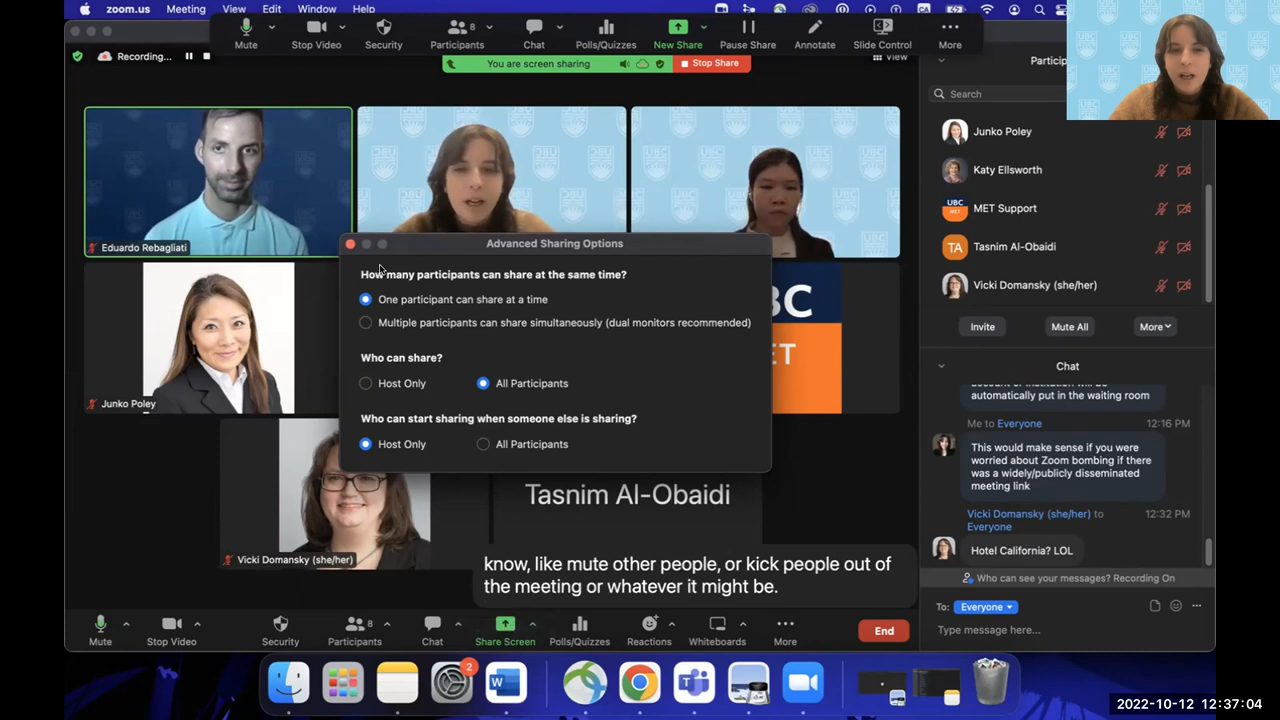 zoom.us Meeting View Edit Window Help
Mute Stop Video Security Participants 8 Chat Polls/Quizzes New Share Pause Share Annotate Slide Control More
Recording...
You are screen sharing Stop Share
View
UBC
Eduardo Rebagliati
Junko Poley
Vicki Domansky (she/her)
Tasnim Al-Obaidi
Advanced Sharing Options
How many participants can share at the same time?
One participant can share at a time
Multiple participants can share simultaneously (dual monitors recommended)
Who can share?
Host Only All Participants
Who can start sharing when someone else is sharing?
Host Only All Participants
know, like mute other people, or kick people out of
the meeting or whatever it might be.
Search
Junko Poley
Katy Ellsworth
UBC
MET
MET Support
TA Tasnim Al-Obaidi
Vicki Domansky (she/her)
Invite Mute All More
Chat
automatically put in the waiting room
Me to Everyone 12:16 PM
This would make sense if you were
worried about Zoom bombing if there
was a widely/publicly disseminated
meeting link
Vicki Domansky (she/her) to 12:32 PM
Everyone
Hotel California? LOL
Who can see your messages? Recording On
To: Everyone
Type message here...
Mute Stop Video Security Participants 8 Chat Share Screen Polls/Quizzes Reactions Whiteboards More End
2
2022-10-12 12:37:04